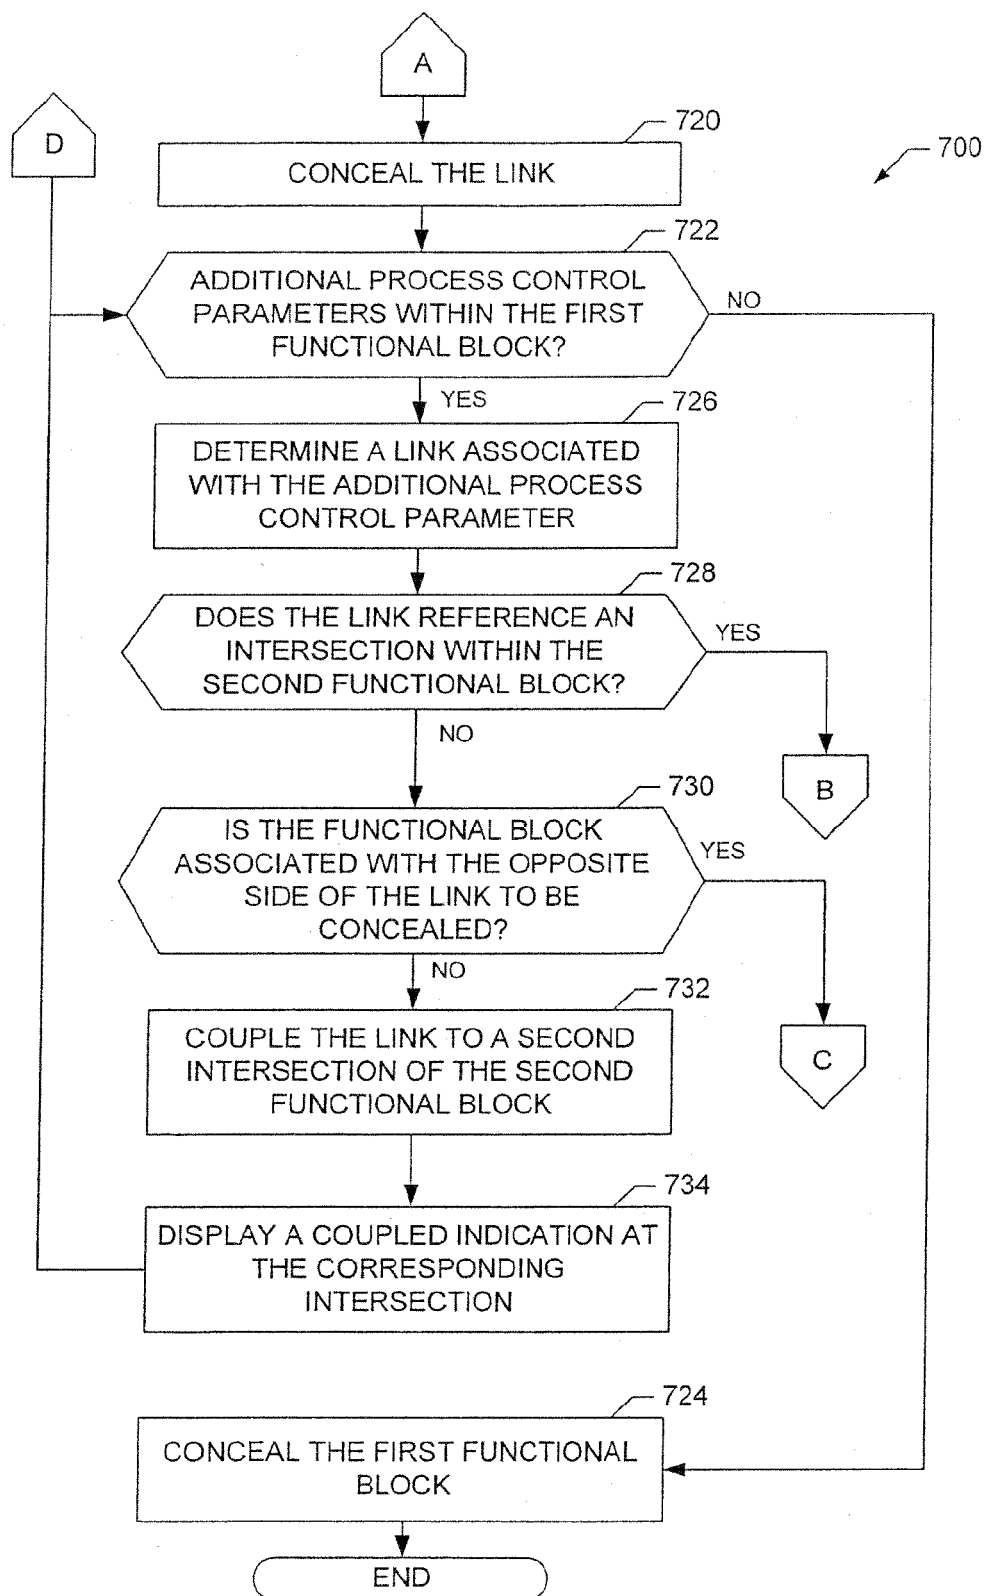 A
D
720
700
CONCEAL THE LINK
722
ADDITIONAL PROCESS CONTROL
PARAMETERS WITHIN THE FIRST
FUNCTIONAL BLOCK?
NO
YES
726
DETERMINE A LINK ASSOCIATED
WITH THE ADDITIONAL PROCESS
CONTROL PARAMETER
728
DOES THE LINK REFERENCE AN
INTERSECTION WITHIN THE
SECOND FUNCTIONAL BLOCK?
YES
NO
B
730
IS THE FUNCTIONAL BLOCK
ASSOCIATED WITH THE OPPOSITE
SIDE OF THE LINK TO BE
CONCEALED?
YES
NO
C
732
COUPLE THE LINK TO A SECOND
INTERSECTION OF THE SECOND
FUNCTIONAL BLOCK
734
DISPLAY A COUPLED INDICATION AT
THE CORRESPONDING
INTERSECTION
724
CONCEAL THE FIRST FUNCTIONAL
BLOCK
END